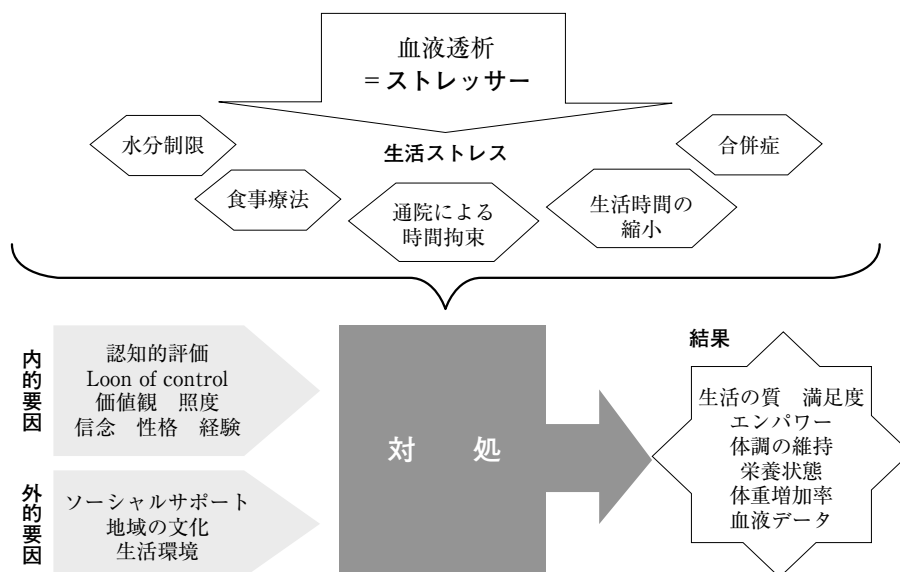 血液透析
＝ストレッサー
水分制限
生活ストレス
合併症
食事療法
通院による
時間拘束
生活時間の
縮小
内的要因
認知的評価
Loon of control
価値観　照度
信念　性格　経験
外的要因
ソーシャルサポート
地域の文化
生活環境
対　処
結果
生活の質　満足度
エンパワー
体調の維持
栄養状態
体重増加率
血液データ